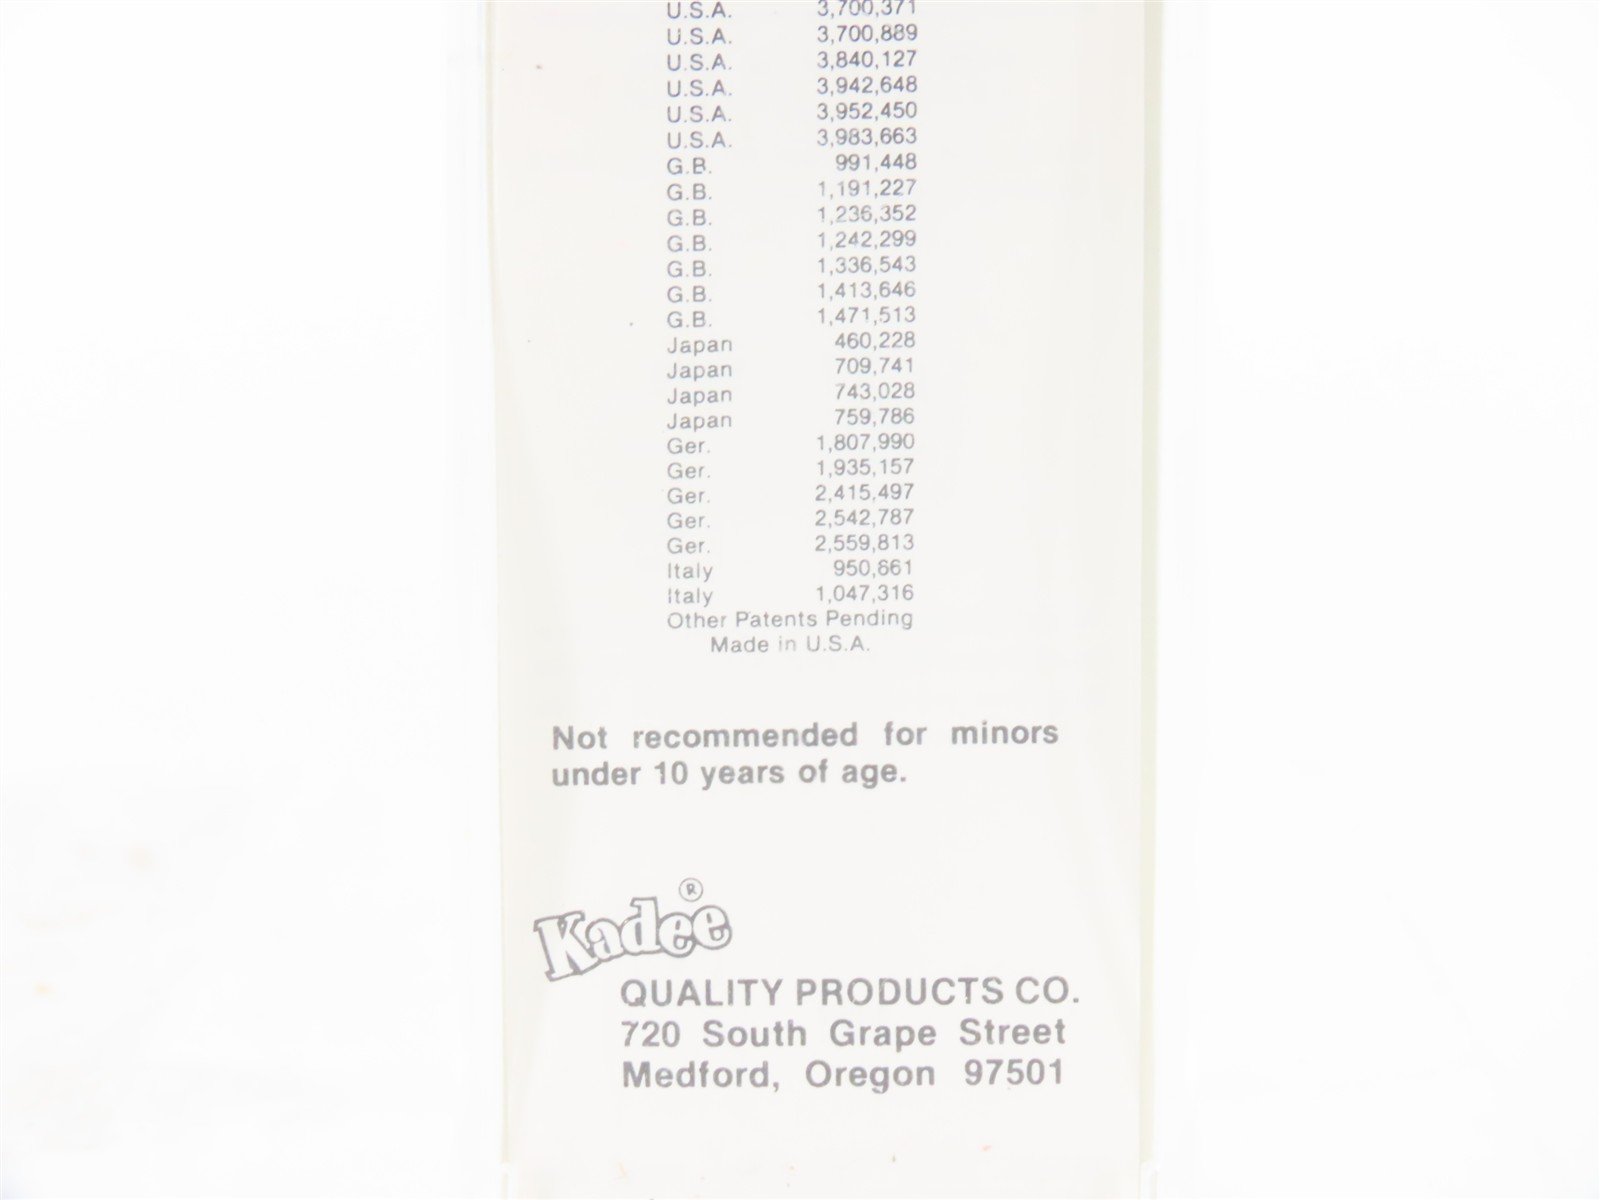 U.S.A. 3,700,371
U.S.A. 3,700,889
U.S.A. 3,840,127
U.S.A. 3,942,648
U.S.A. 3,952,450
U.S.A. 3,983,663
G.B. 991,448
G.B. 1,191,227
G.B. 1,236,352
G.B. 1,242,299
G.B. 1,336,543
G.B. 1,413,646
G.B. 1,471,513
Japan 460,228
Japan 709,741
Japan 743,028
Japan 759,786
Ger. 1,807,990
Ger. 1,935,157
Ger. 2,415,497
Ger. 2,542,787
Ger. 2,559,813
Italy 950,661
Italy 1,047,316
Other Patents Pending
Made in U.S.A.
Not recommended for minors
under 10 years of age.
Kadee®
QUALITY PRODUCTS CO.
720 South Grape Street
Medford, Oregon 97501